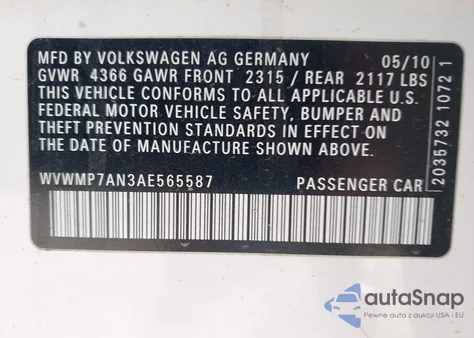 MFD BY VOLKSWAGEN AG GERMANY 05/10
GVWR 4366 GAWR FRONT 2315 / REAR 2117 LBS
THIS VEHICLE CONFORMS TO ALL APPLICABLE U.S.
FEDERAL MOTOR VEHICLE SAFETY, BUMPER AND
THEFT PREVENTION STANDARDS IN EFFECT ON
THE DATE OF MANUFACTURE SHOWN ABOVE.
WVWMP7AN3AE565587 PASSENGER CAR
2035732 1072 1
autoSnap
Pewne auta z aukcji USA i EU